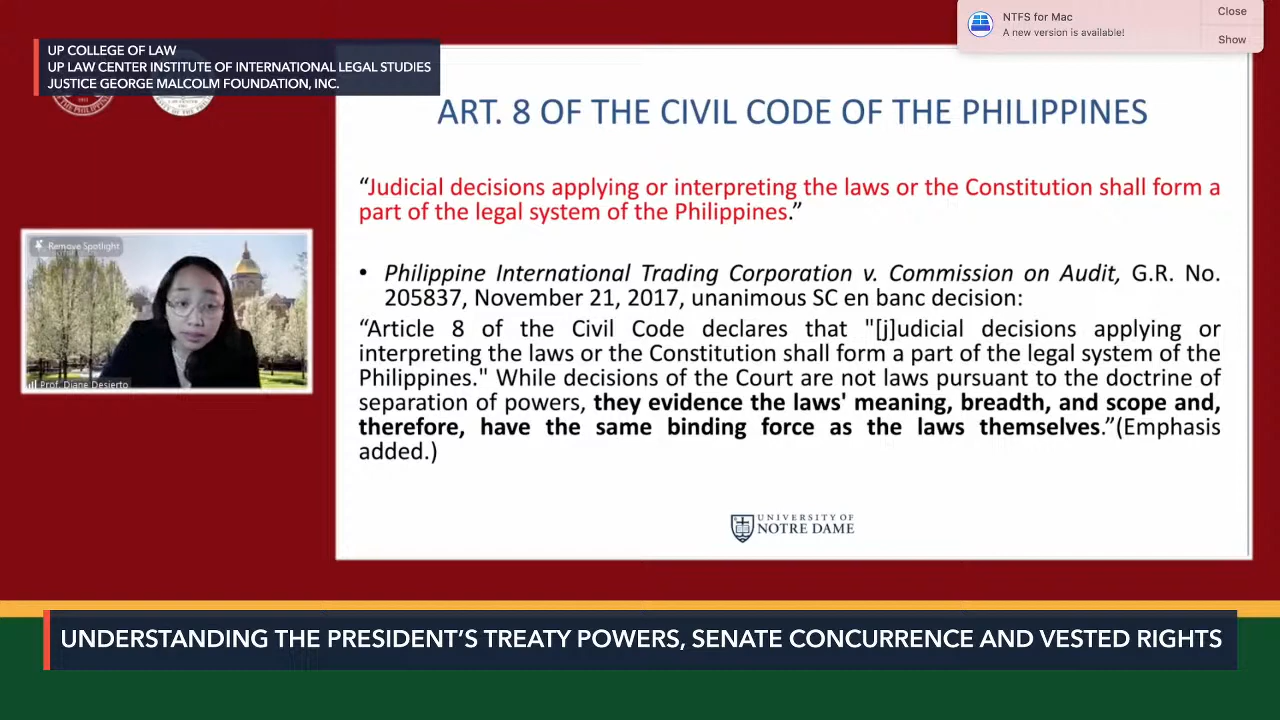 NTFS for Mac
A new version is available!
Close
Show
UP COLLEGE OF LAW
UP LAW CENTER INSTITUTE OF INTERNATIONAL LEGAL STUDIES
JUSTICE GEORGE MALCOLM FOUNDATION, INC.
ART. 8 OF THE CIVIL CODE OF THE PHILIPPINES
“Judicial decisions applying or interpreting the laws or the Constitution shall form a
part of the legal system of the Philippines.”
• Philippine International Trading Corporation v. Commission on Audit, G.R. No.
205837, November 21, 2017, unanimous SC en banc decision:
“Article 8 of the Civil Code declares that "[j]udicial decisions applying or
interpreting the laws or the Constitution shall form a part of the legal system of the
Philippines." While decisions of the Court are not laws pursuant to the doctrine of
separation of powers, they evidence the laws' meaning, breadth, and scope and,
therefore, have the same binding force as the laws themselves.”(Emphasis
added.)
UNIVERSITY OF
NOTRE DAME
Remove Spotlight
Prof. Diane Desierto
UNDERSTANDING THE PRESIDENT’S TREATY POWERS, SENATE CONCURRENCE AND VESTED RIGHTS